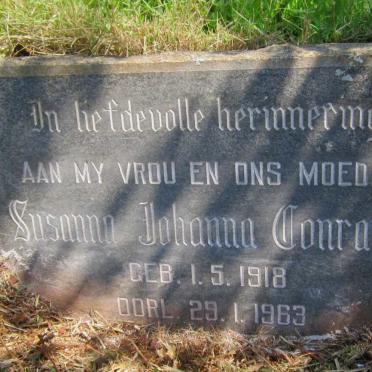 In liefdevolle herinnering
AAN MY VROU EN ONS MOED
Susanna Johanna Conra
GEB. 1. 5. 1918
OORL. 29. 1. 1963